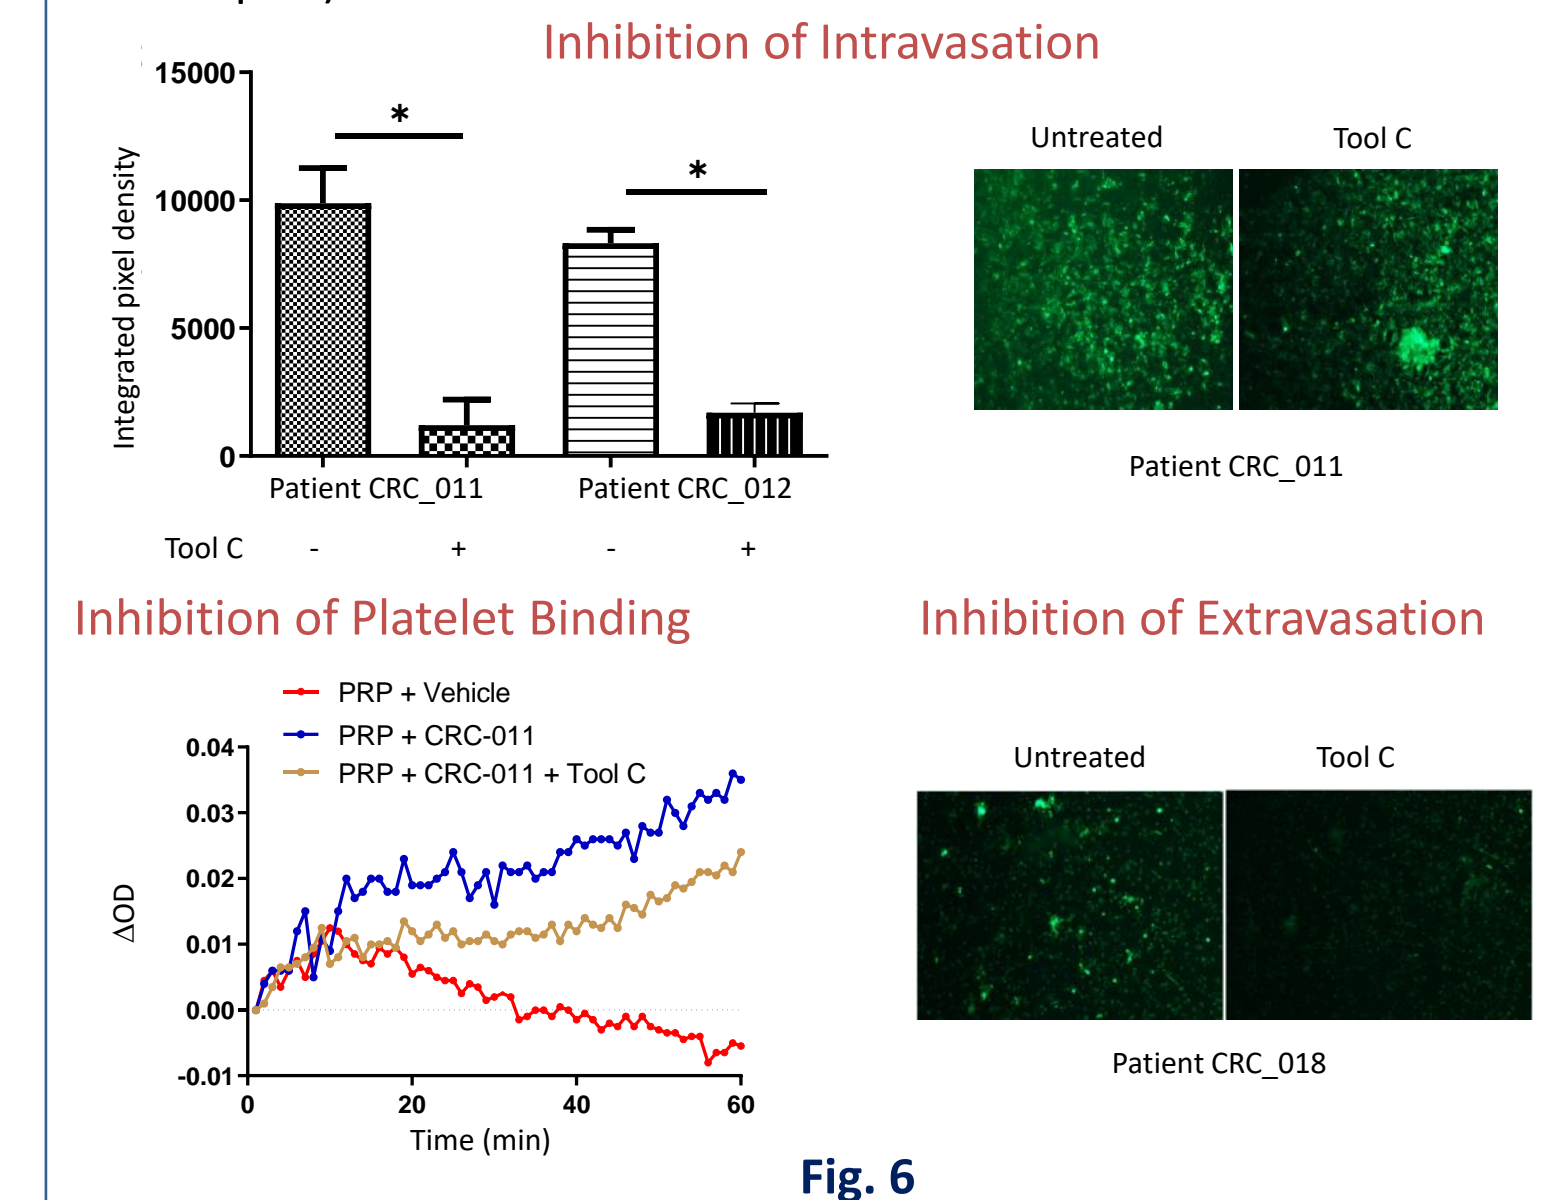 Inhibition of Intravasation
15000
10000
5000
0
Integrated pixel density
*
*
Patient CRC_011
Patient CRC_012
Tool C - + - +
Untreated
Tool C
Patient CRC_011
Inhibition of Platelet Binding
PRP + Vehicle
PRP + CRC-011
PRP + CRC-011 + Tool C
0.04
0.03
0.02
0.01
0.00
-0.01
ΔOD
0 20 40 60
Time (min)
Inhibition of Extravasation
Untreated
Tool C
Patient CRC_018
Fig. 6